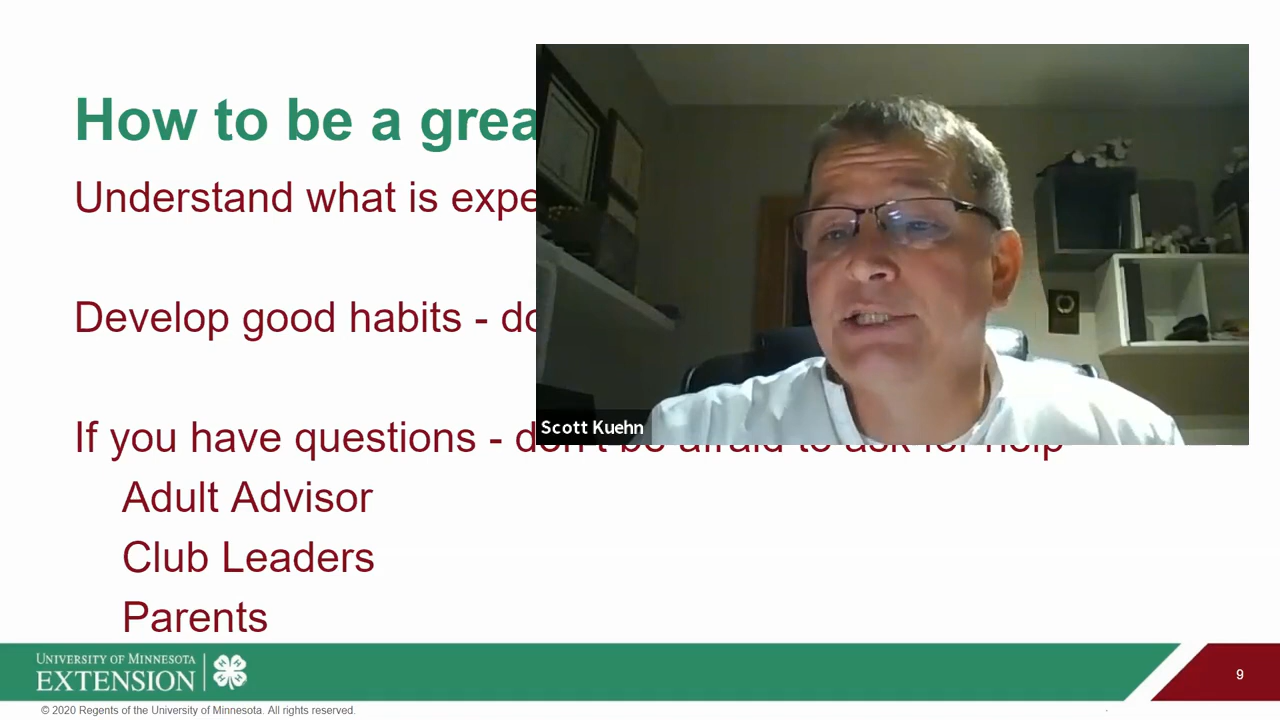 How to be a grea
Understand what is expe
Develop good habits - do
If you have questions - don't be afraid to ask for help
Adult Advisor
Club Leaders
Parents
Scott Kuehn
UNIVERSITY OF MINNESOTA
EXTENSION
9
© 2020 Regents of the University of Minnesota. All rights reserved.